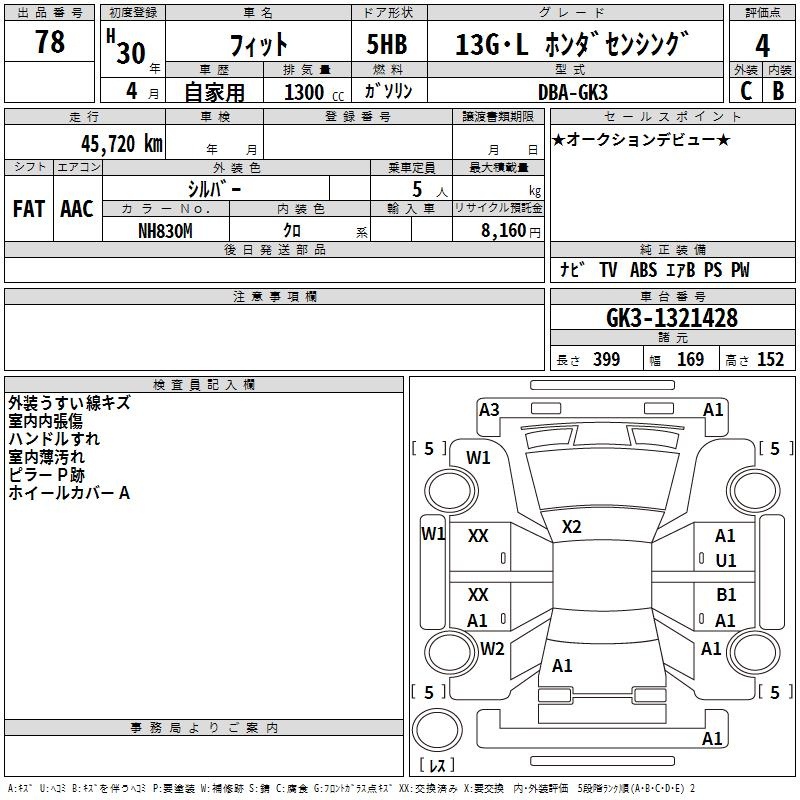 出品番号 初度登録 車名 ドア形状 グレード 評価点
78 H30年 フィット 5HB 13G・L ホンダセンシング 4
車歴 排気量 燃料 型式 外装 内装
4月 自家用 1300 CC ガソリン DBA-GK3 C B
走行 車検 登録番号 譲渡書類期限 セールスポイント
45,720 km 年 月 月 日 ★オークションデビュー★
シフト エアコン 外装色 乗車定員 最大積載量
FAT AAC シルバー 5 人 kg
カラーNo. 内装色 輸入車 リサイクル預託金
NH830M クロ 系 8,160 円
後日発送部品 純正装備
ナビ TV ABS エアB PS PW
注意事項欄 車台番号
GK3-1321428
諸元
長さ 399 幅 169 高さ 152
検査員記入欄
外装うすい線キズ
室内内張傷
ハンドルすれ
室内薄汚れ
ピラーP跡
ホイールカバーA
事務局よりご案内
A3 A1
[ 5 ] [ 5 ]
W1
X2
W1 XX A1
U1
XX B1
A1 A1
W2 A1
A1
[ 5 ] [ 5 ]
A1
[ レス ]
A:キズ U:ヘコミ B:キズを伴うヘコミ P:要塗装 W:補修跡 S:錆 C:腐食 G:フロントガラス点キズ XX:交換済み X:要交換 内・外装評価 5段階ランク順(A・B・C・D・E) 2